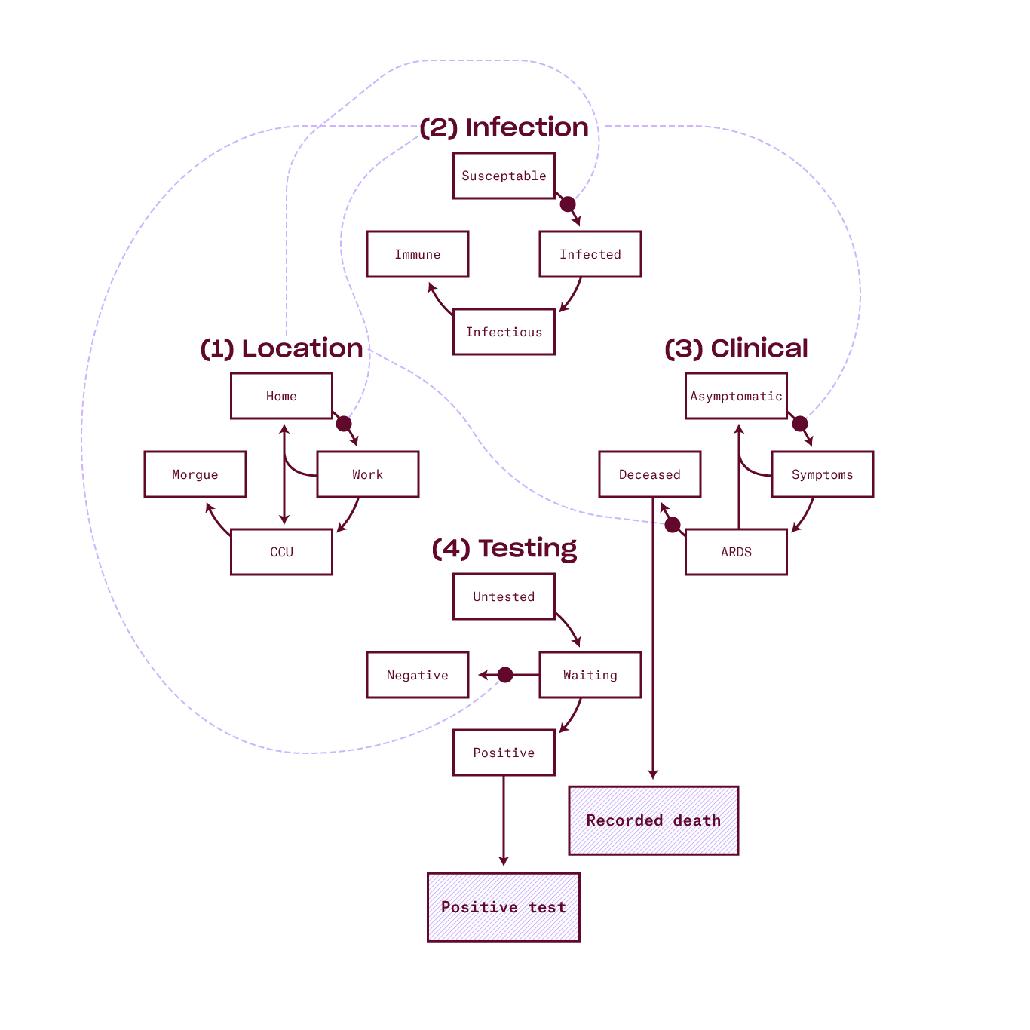 (2) Infection
Susceptable
Immune
Infected
Infectious
(1) Location
Home
Morgue
Work
CCU
(3) Clinical
Asymptomatic
Deceased
Symptoms
ARDS
(4) Testing
Untested
Negative
Waiting
Positive
Recorded death
Positive test